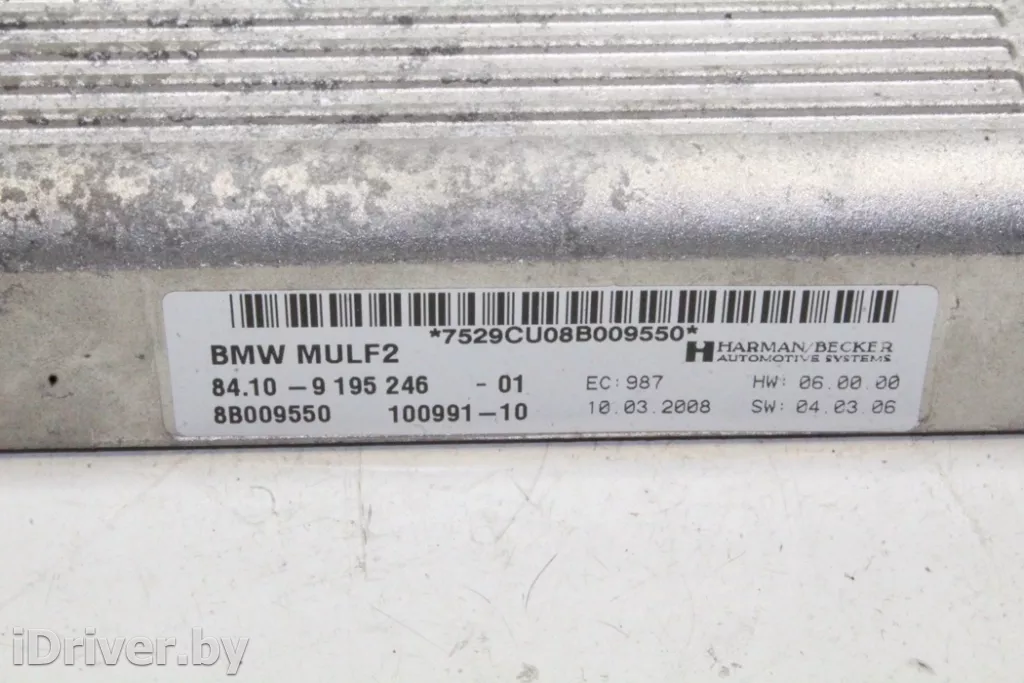 *7529CU08B009550*
BMW MULF2
HARMAN/BECKER
AUTOMOTIVE SYSTEMS
84.10 - 9 195 246 - 01 EC: 987 HW: 06.00.00
8B009550 100991-10 10.03.2008 SW: 04.03.06
iDriver.by